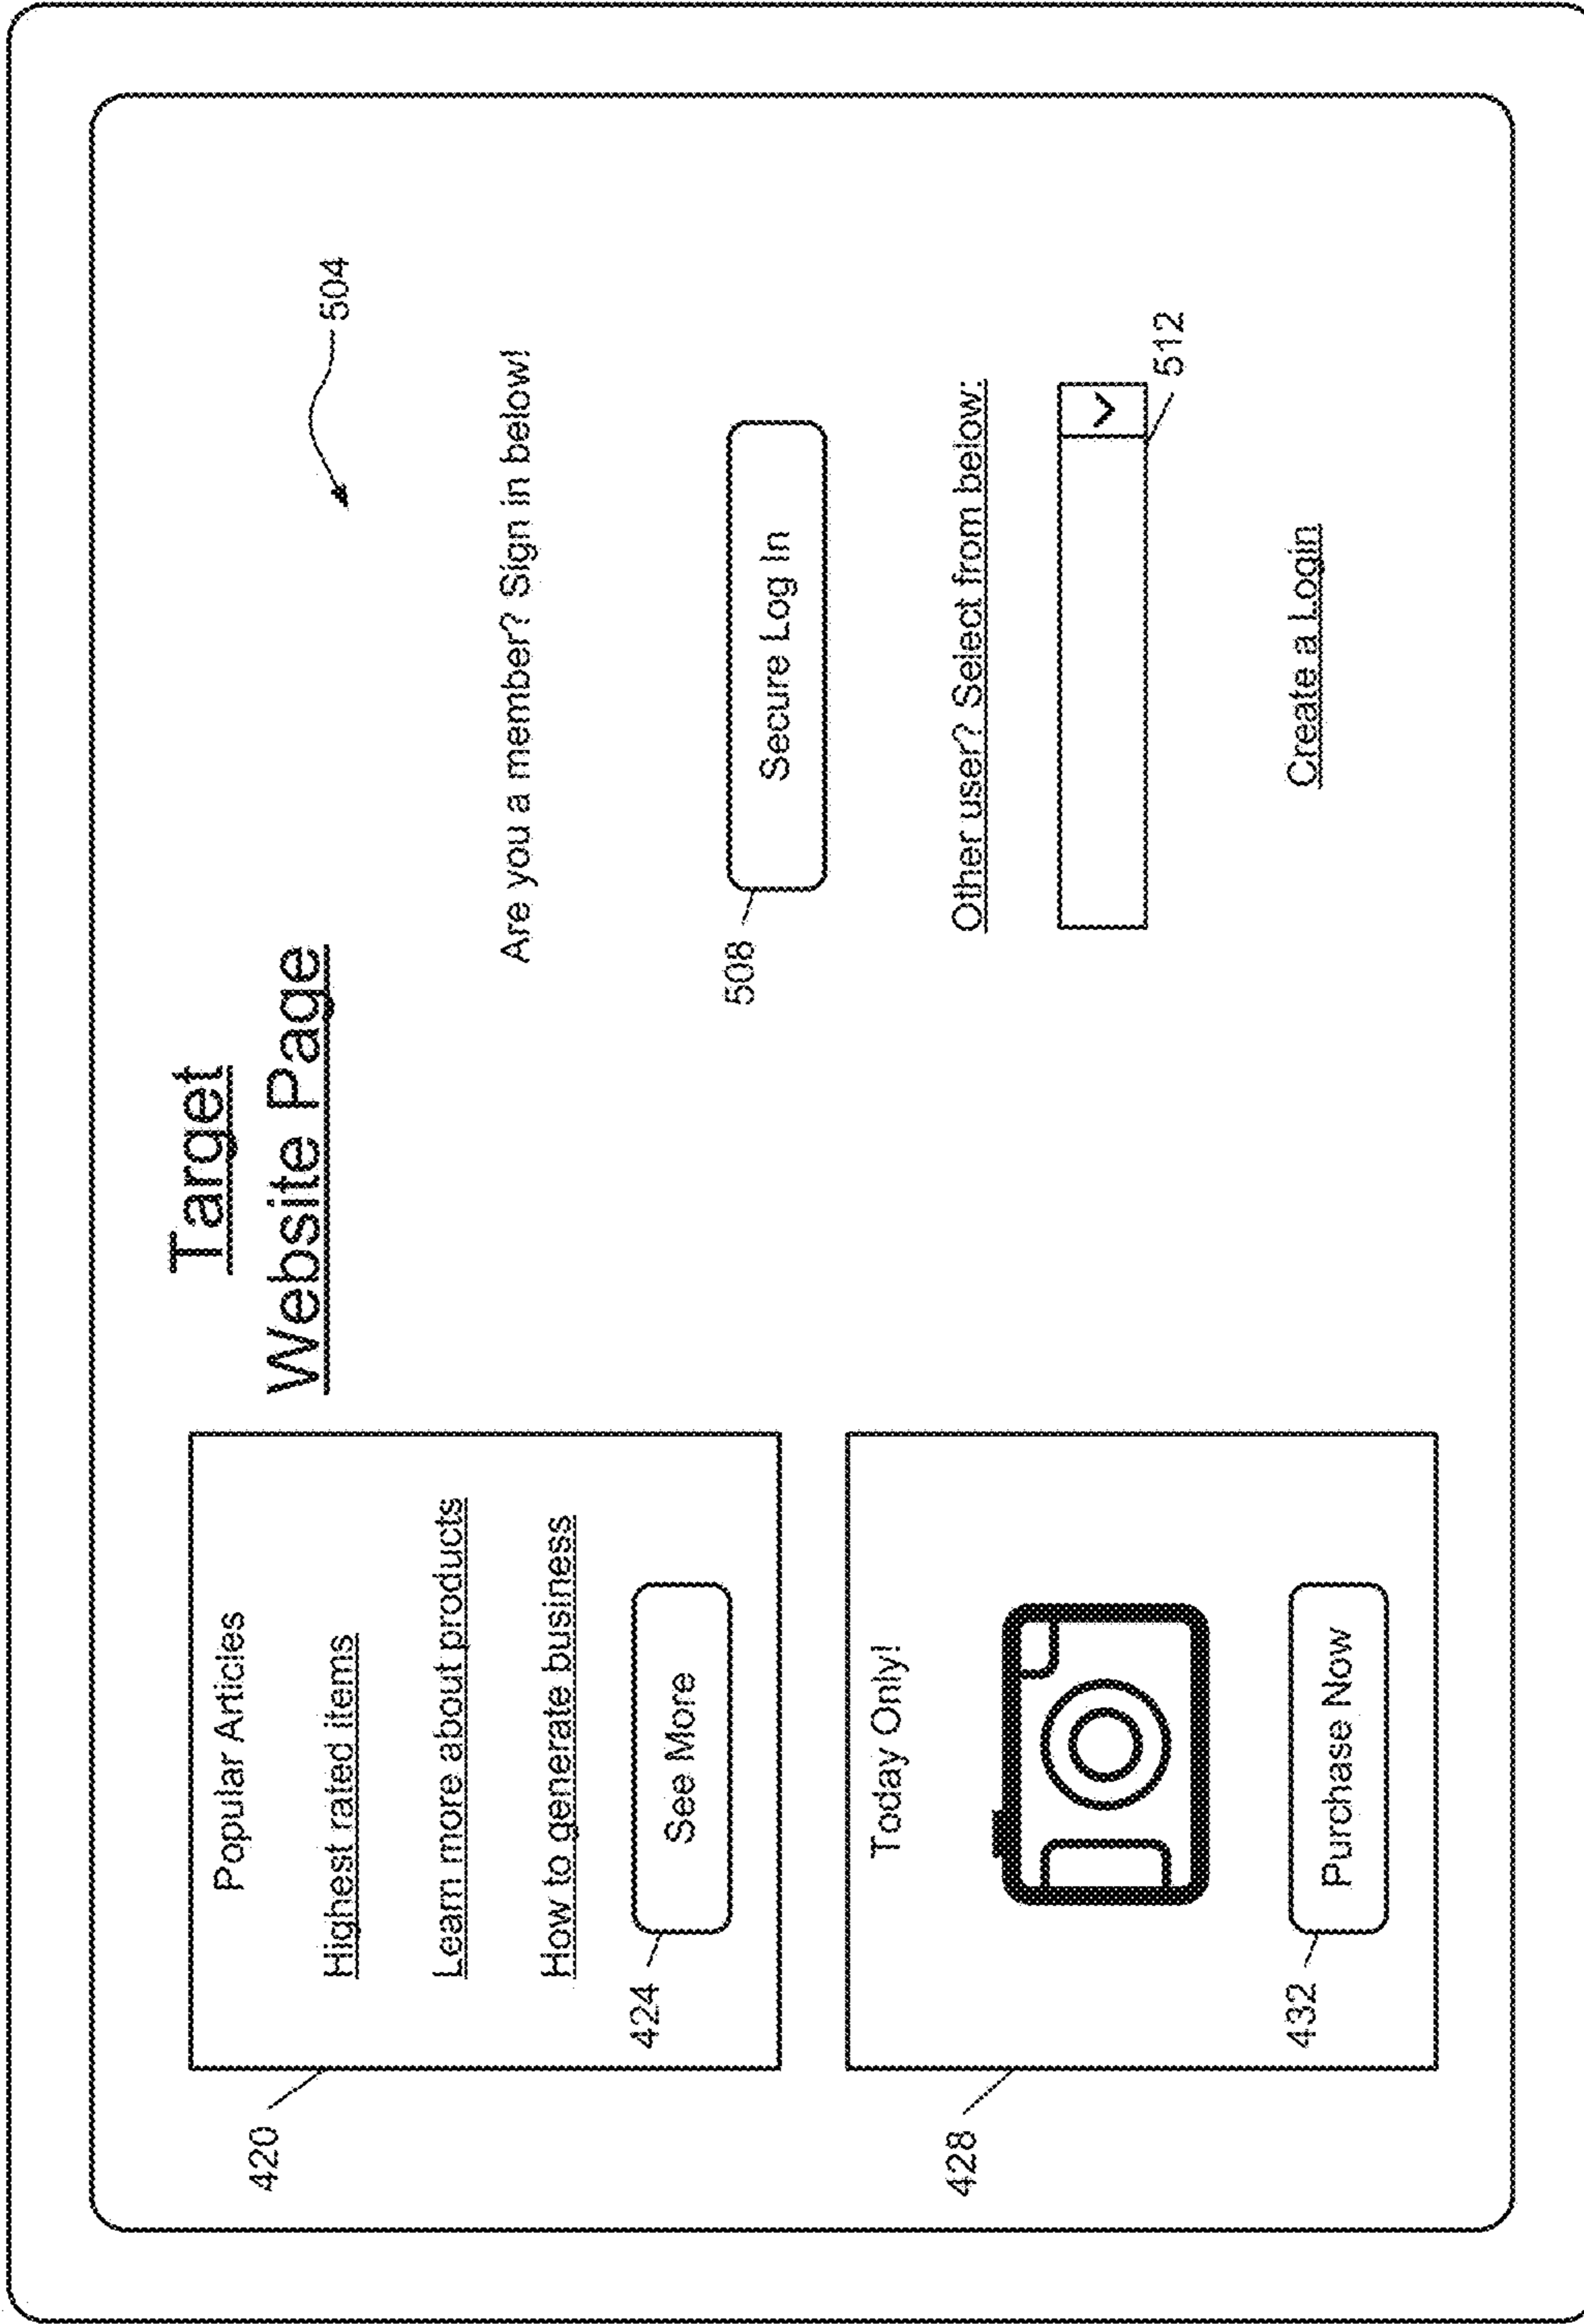 Target
Website Page
420
Popular Articles
Highest rated items
Learn more about products
How to generate business
424
See More
428
Today Only!
432
Purchase Now
504
Are you a member? Sign in below!
508
Secure Log In
Other user? Select from below:
512
Create a Login